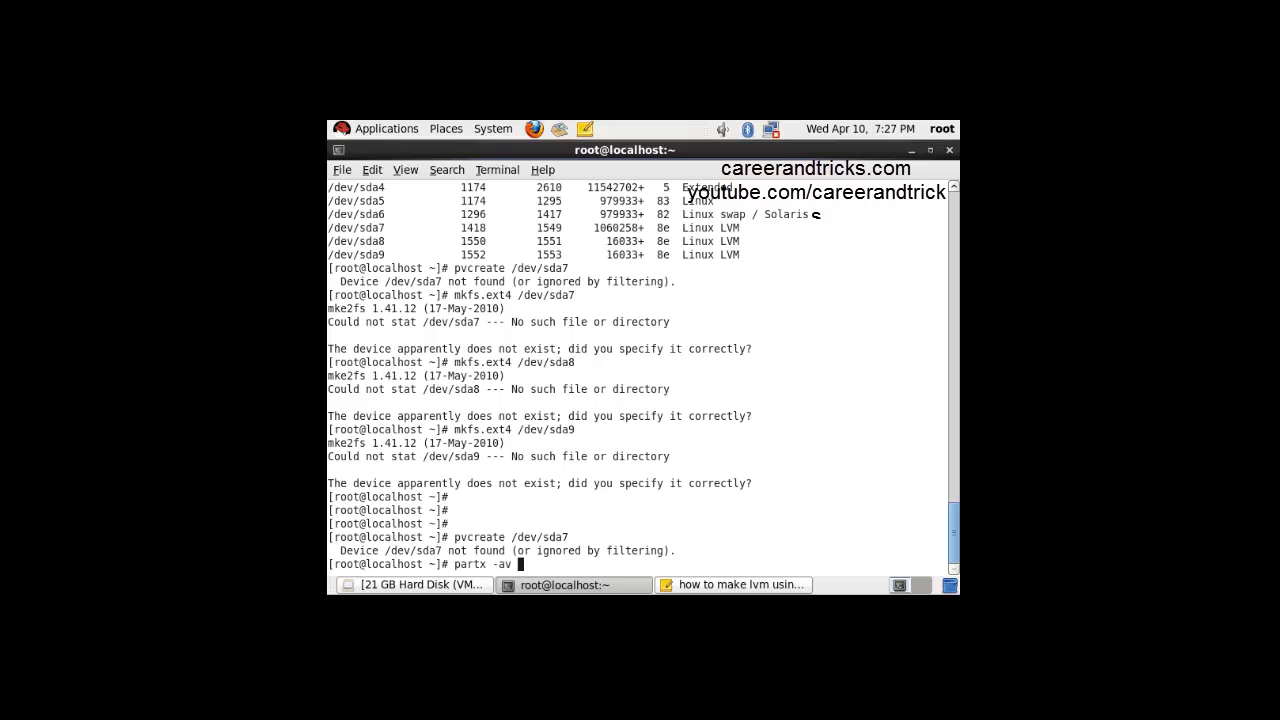 Applications Places System Wed Apr 10, 7:27 PM root
root@localhost:~
File Edit View Search Terminal Help
careerandtricks.com
youtube.com/careerandtrick
s
/dev/sda4 1174 2610 11542702+ 5 Extended
/dev/sda5 1174 1295 979933+ 83 Linux
/dev/sda6 1296 1417 979933+ 82 Linux swap / Solaris
/dev/sda7 1418 1549 1060258+ 8e Linux LVM
/dev/sda8 1550 1551 16033+ 8e Linux LVM
/dev/sda9 1552 1553 16033+ 8e Linux LVM
[root@localhost ~]# pvcreate /dev/sda7
Device /dev/sda7 not found (or ignored by filtering).
[root@localhost ~]# mkfs.ext4 /dev/sda7
mke2fs 1.41.12 (17-May-2010)
Could not stat /dev/sda7 --- No such file or directory
The device apparently does not exist; did you specify it correctly?
[root@localhost ~]# mkfs.ext4 /dev/sda8
mke2fs 1.41.12 (17-May-2010)
Could not stat /dev/sda8 --- No such file or directory
The device apparently does not exist; did you specify it correctly?
[root@localhost ~]# mkfs.ext4 /dev/sda9
mke2fs 1.41.12 (17-May-2010)
Could not stat /dev/sda9 --- No such file or directory
The device apparently does not exist; did you specify it correctly?
[root@localhost ~]#
[root@localhost ~]#
[root@localhost ~]#
[root@localhost ~]# pvcreate /dev/sda7
Device /dev/sda7 not found (or ignored by filtering).
[root@localhost ~]# partx -av
[21 GB Hard Disk (VM... root@localhost:~ how to make lvm usin...